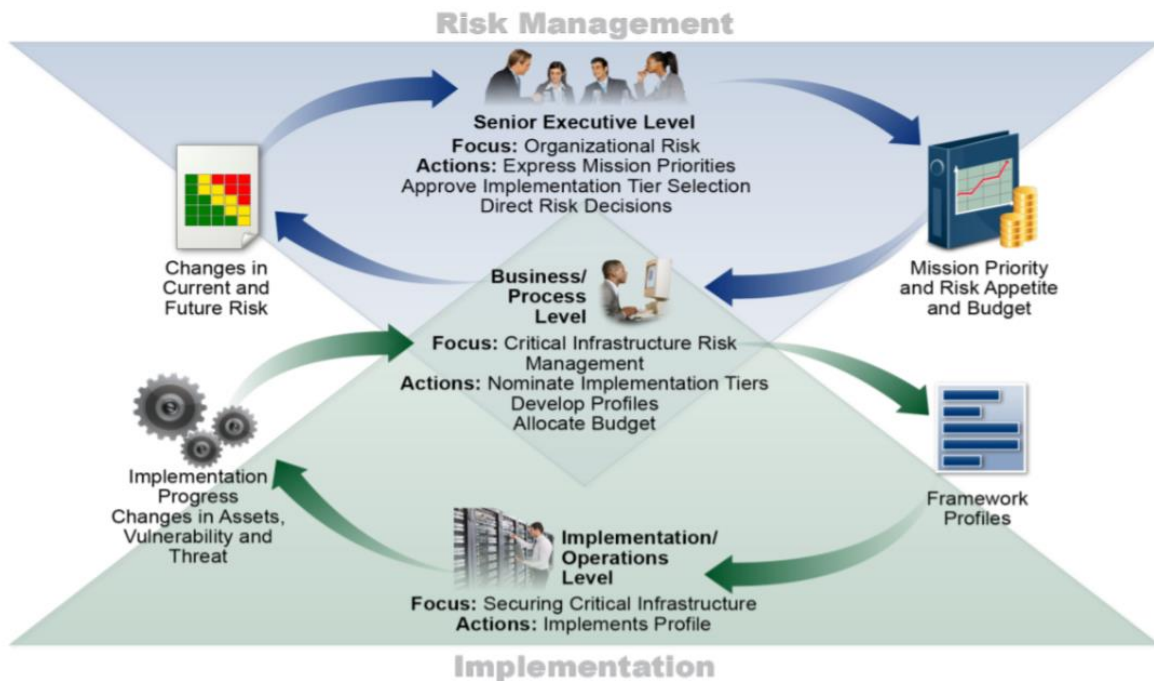 Risk Management
Senior Executive Level
Focus: Organizational Risk
Actions: Express Mission Priorities
Approve Implementation Tier Selection
Direct Risk Decisions
Changes in
Current and
Future Risk
Mission Priority
and Risk Appetite
and Budget
Business/
Process
Level
Focus: Critical Infrastructure Risk
Management
Actions: Nominate Implementation Tiers
Develop Profiles
Allocate Budget
Implementation
Progress
Changes in Assets,
Vulnerability and
Threat
Framework
Profiles
Implementation/
Operations
Level
Focus: Securing Critical Infrastructure
Actions: Implements Profile
Implementation